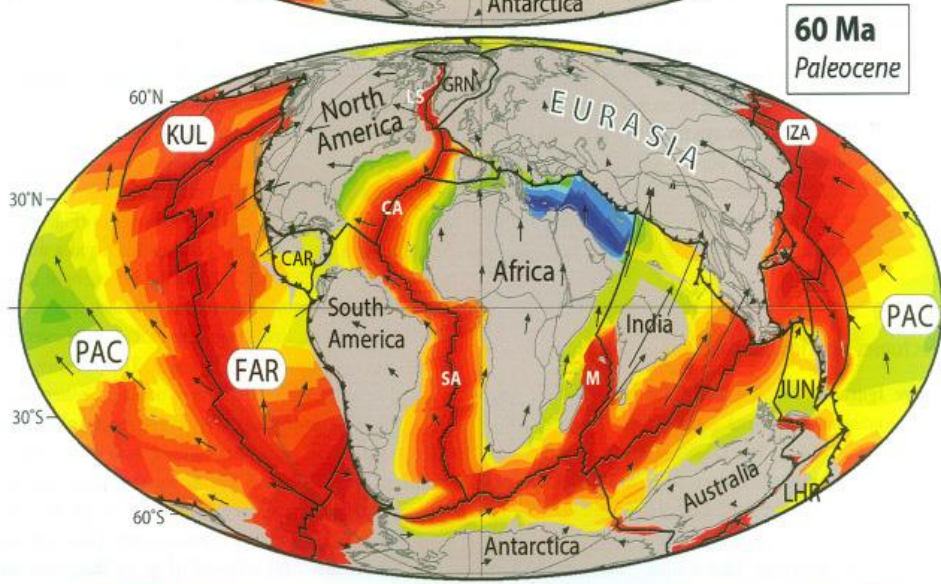 Antarctica
60 Ma
Paleocene
60˚N
KUL
North
America
LS
GRN
EURASIA
IZA
30˚N
CA
CAR
Africa
South
America
India
PAC
FAR
SA
M
PAC
JUN
30˚S
Australia
LHR
60˚S
Antarctica